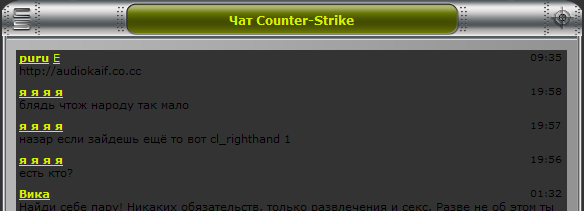 Чат Counter-Strike
puru E 09:35
http://audiokaif.co.cc
я я я я 19:58
блядь чтож народу так мало
я я я я 19:57
назар если зайдешь ещё то вот cl_righthand 1
я я я я 19:56
есть кто?
Вика 01:32
Найди себе пару! Никаких обязательств, только развлечения и секс. Разве не об этом ты